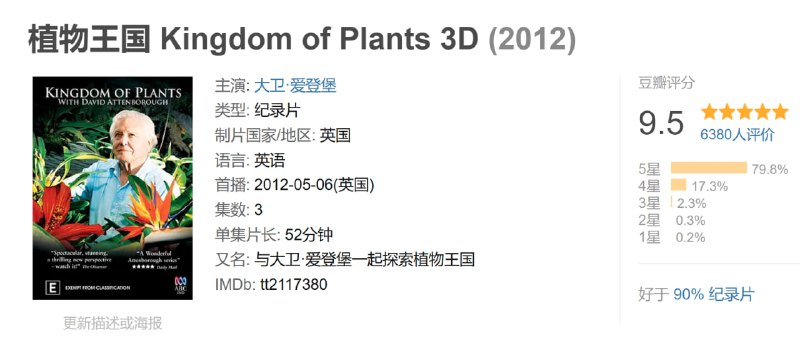 植物王国 Kingdom of Plants 3D (2012)
KINGDOM OF PLANTS
WITH DAVID ATTENBOROUGH
"Spectacular, stunning,
a thrilling new perspective
- watch it!" The Observer
"A Wonderful
Attenborough series"
★★★★★ Daily Mail
E EXEMPT FROM CLASSIFICATION
ABC
更新描述或海报
主演: 大卫·爱登堡
类型: 纪录片
制片国家/地区: 英国
语言: 英语
首播: 2012-05-06(英国)
集数: 3
单集片长: 52分钟
又名: 与大卫·爱登堡一起探索植物王国
IMDb: tt2117380
豆瓣评分
9.5
6380人评价
5星 79.8%
4星 17.3%
3星 2.3%
2星 0.3%
1星 0.2%
好于 90% 纪录片